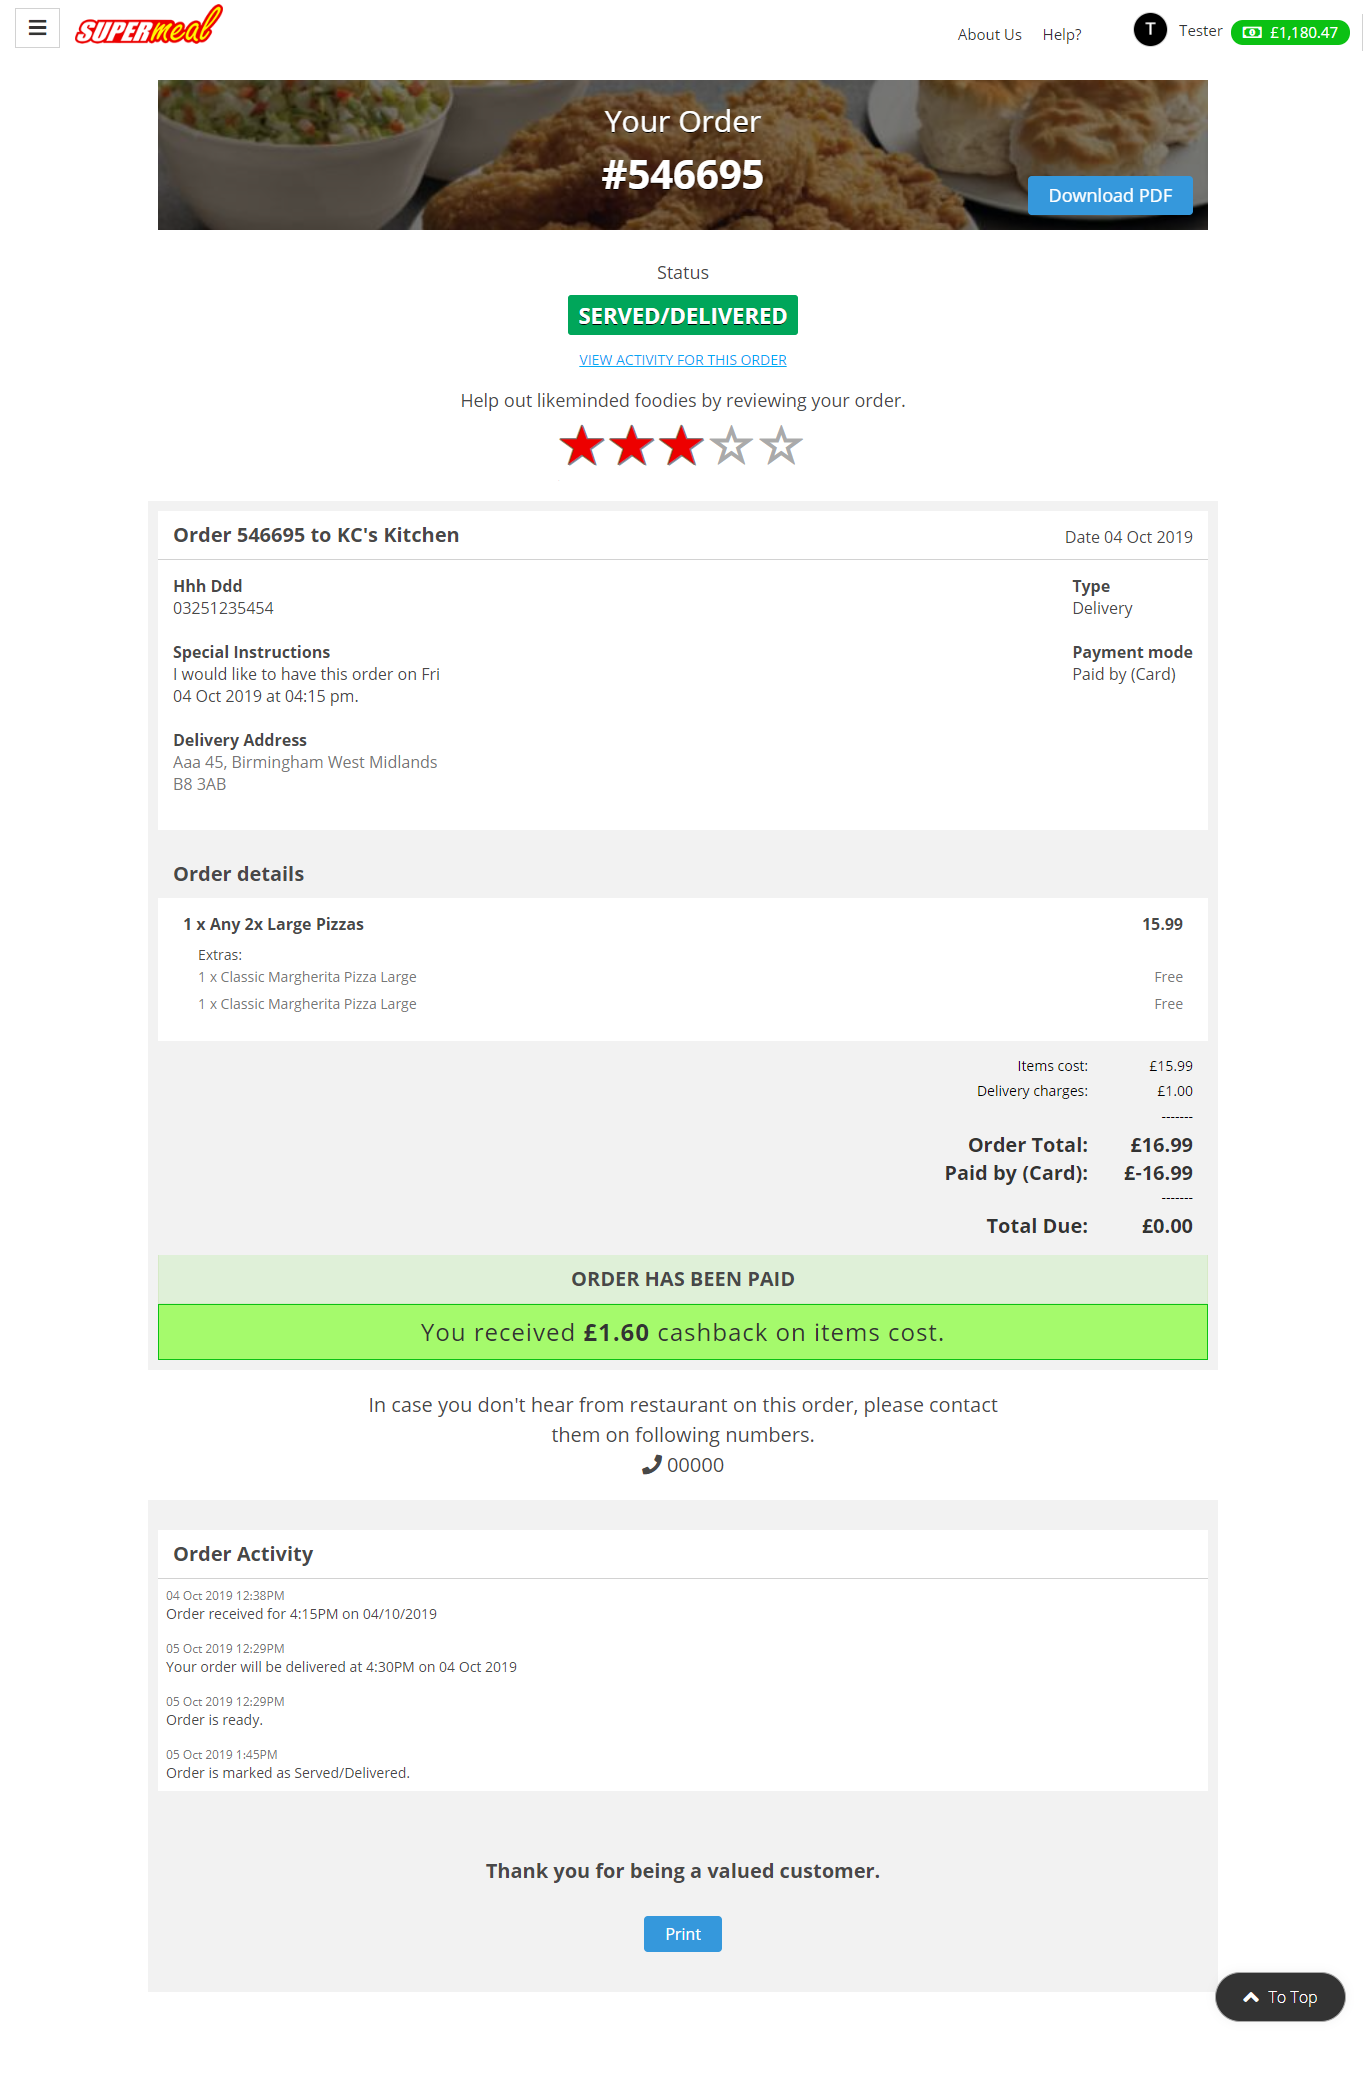 SUPERmeal
About Us Help? T Tester £1,180.47
Your Order
#546695
Download PDF
Status
SERVED/DELIVERED
VIEW ACTIVITY FOR THIS ORDER
Help out likeminded foodies by reviewing your order.
Order 546695 to KC's Kitchen Date 04 Oct 2019
Hhh Ddd
03251235454
Type
Delivery
Special Instructions
I would like to have this order on Fri
04 Oct 2019 at 04:15 pm.
Payment mode
Paid by (Card)
Delivery Address
Aaa 45, Birmingham West Midlands
B8 3AB
Order details
1 x Any 2x Large Pizzas 15.99
Extras:
1 x Classic Margherita Pizza Large Free
1 x Classic Margherita Pizza Large Free
Items cost: £15.99
Delivery charges: £1.00
-------
Order Total: £16.99
Paid by (Card): £-16.99
-------
Total Due: £0.00
ORDER HAS BEEN PAID
You received £1.60 cashback on items cost.
In case you don't hear from restaurant on this order, please contact
them on following numbers.
00000
Order Activity
04 Oct 2019 12:38PM
Order received for 4:15PM on 04/10/2019
05 Oct 2019 12:29PM
Your order will be delivered at 4:30PM on 04 Oct 2019
05 Oct 2019 12:29PM
Order is ready.
05 Oct 2019 1:45PM
Order is marked as Served/Delivered.
Thank you for being a valued customer.
Print
To Top